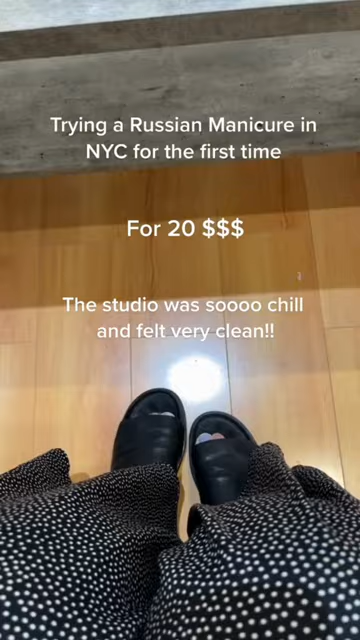 Trying a Russian Manicure in
NYC for the first time
For 20 $$$
The studio was soooo chill
and felt very clean!!